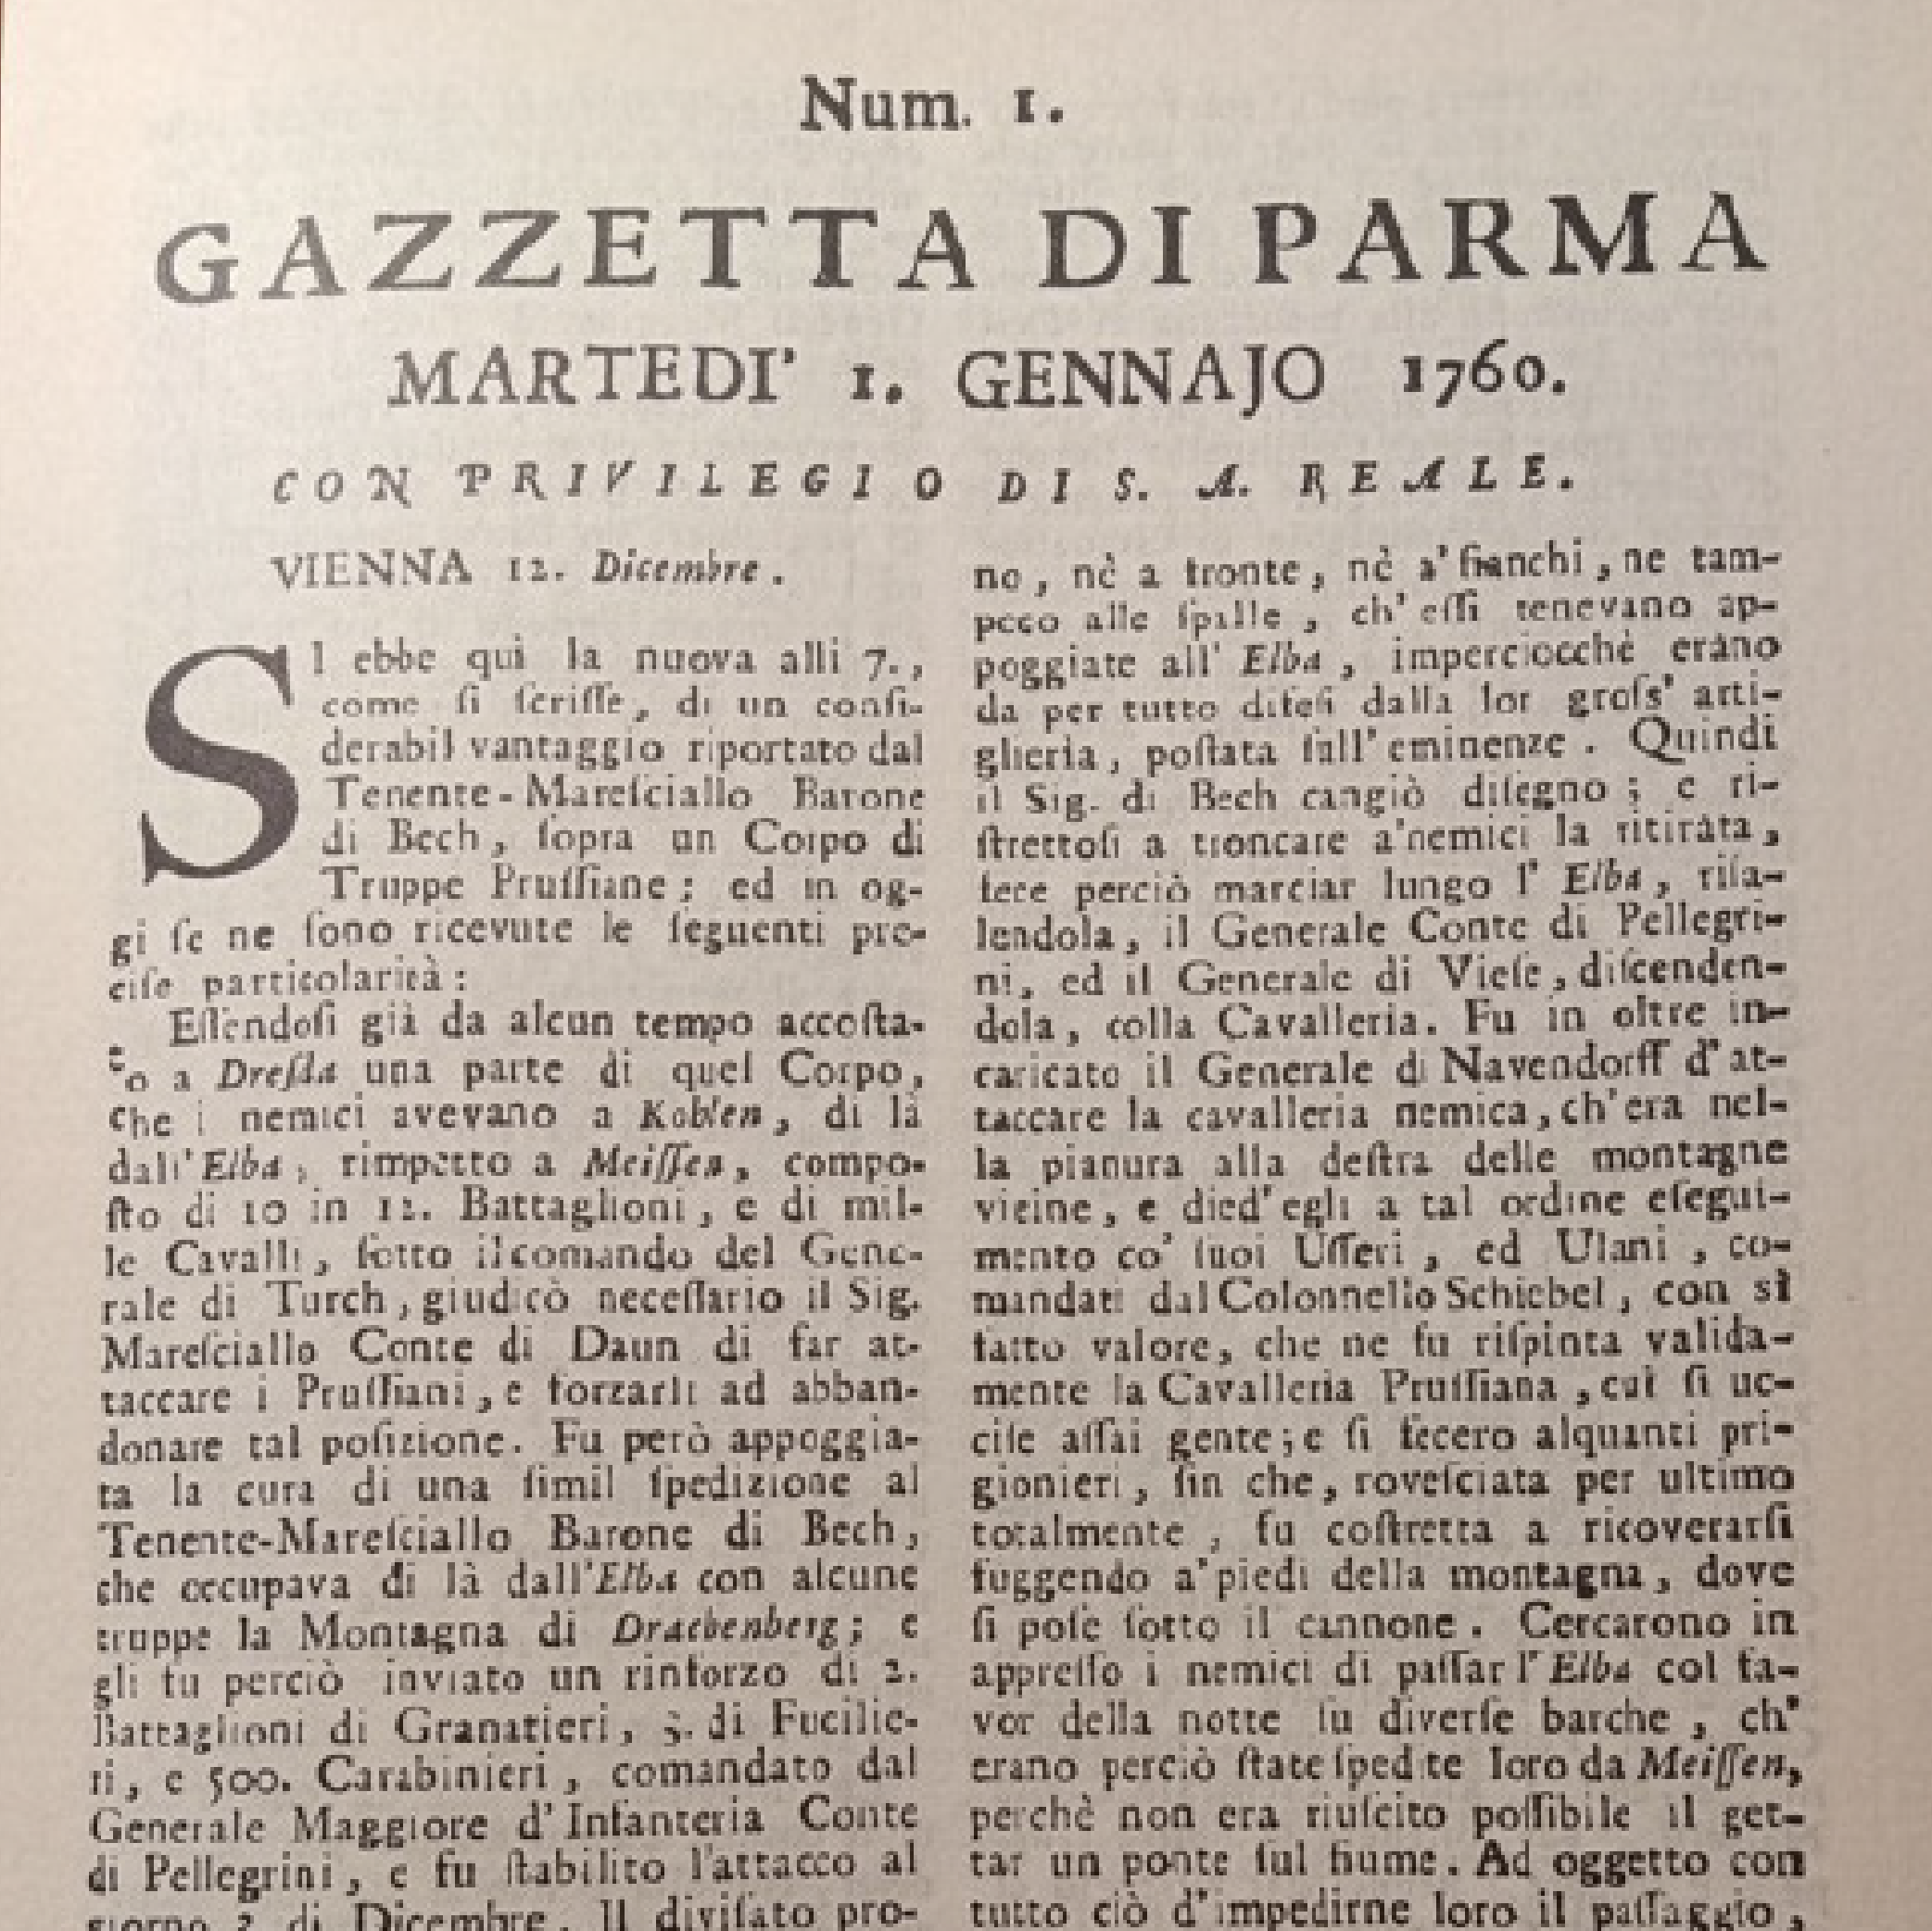 Num. 1.
GAZZETTA DI PARMA
MARTEDI' 1. GENNAJO 1760.
CON PRIVILEGIO DI S. A. REALE.
VIENNA 12. Dicembre.
SI ebbe quì la nuova alli 7.,
come ſi ſcriſſe, di un conſi-
derabil vantaggio riportato dal
Tenente-Mareſciallo Barone
di Bech, ſopra un Corpo di
Truppe Pruſſiane; ed in og-
gi ſe ne ſono ricevute le ſeguenti pre-
ciſe particolarità:
Eſſendoſi già da alcun tempo accoſta-
to a Dreſda una parte di quel Corpo,
che i nemici avevano a Koblen, di là
dall'Elba, rimpetto a Meiſſen, compo-
ſto di 10 in 12. Battaglioni, e di mil-
le Cavalli, ſotto il comando del Gene-
rale di Turch, giudicò neceſſario il Sig.
Mareſciallo Conte di Daun di far at-
taccare i Pruſſiani, e forzarli ad abban-
donare tal poſizione. Fu però appoggia-
ta la cura di una ſimil ſpedizione al
Tenente-Mareſciallo Barone di Bech,
che occupava di là dall'Elba con alcune
truppe la Montagna di Drachenberg; e
gli fu perciò inviato un rinforzo di 2.
Battaglioni di Granatieri, 3. di Fucilie-
ri, e 500. Carabinieri, comandato dal
Generale Maggiore d'Infanteria Conte
di Pellegrini, e fu ſtabilito l'attacco al
giorno 3 di Dicembre. Il diviſato pro-
no, nè a fronte, nè a' fianchi, ne tam-
poco alle ſpalle, ch' eſſi tenevano ap-
poggiate all' Elba, imperciocchè erano
da per tutto difeſi dalla lor groſs' arti-
glieria, poſtata ſull' eminenze. Quindi
il Sig. di Bech cangiò diſegno; e ri-
ſtrettoſi a troncare a'nemici la ritirata,
fece perciò marciar lungo l' Elba, riſa-
lendola, il Generale Conte di Pellegri-
ni, ed il Generale di Vieſe, diſcenden-
dola, colla Cavalleria. Fu in oltre in-
caricato il Generale di Navendorff d'at-
taccare la cavalleria nemica, ch'era nel-
la pianura alla deſtra delle montagne
vicine, e died'egli a tal ordine eſegui-
mento co' ſuoi Uſſeri, ed Ulani, co-
mandati dal Colonnello Schiebel, con sì
fatto valore, che ne fu riſpinta valida-
mente la Cavalleria Pruſſiana, cui ſi uc-
ciſe aſſai gente; e ſi fecero alquanti pri-
gionieri, fin che, roveſciata per ultimo
totalmente, fu coſtretta a ricoverarſi
fuggendo a'piedi della montagna, dove
ſi poſe ſotto il cannone. Cercarono in
appreſſo i nemici di paſſar l'Elba col fa-
vor della notte ſu diverſe barche, ch'
erano perciò ſtate ſpedite loro da Meiſſen,
perchè non era riuſcito poſſibile il get-
tar un ponte ſul fiume. Ad oggetto con
tutto ciò d'impedirne loro il paſſaggio,